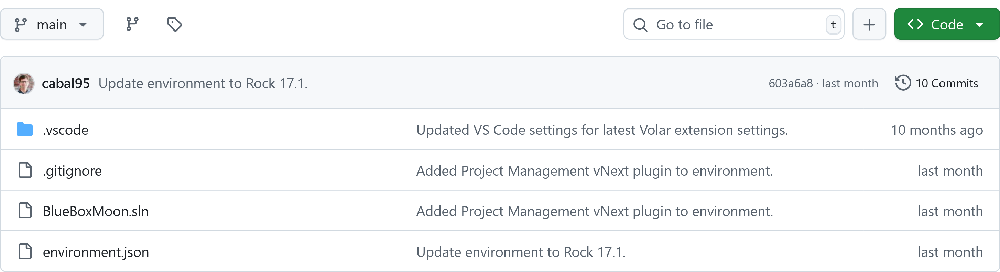 main
Go to file t
Code
cabal95 Update environment to Rock 17.1. 603a6a8 · last month 10 Commits
.vscode Updated VS Code settings for latest Volar extension settings. 10 months ago
.gitignore Added Project Management vNext plugin to environment. last month
BlueBoxMoon.sln Added Project Management vNext plugin to environment. last month
environment.json Update environment to Rock 17.1. last month